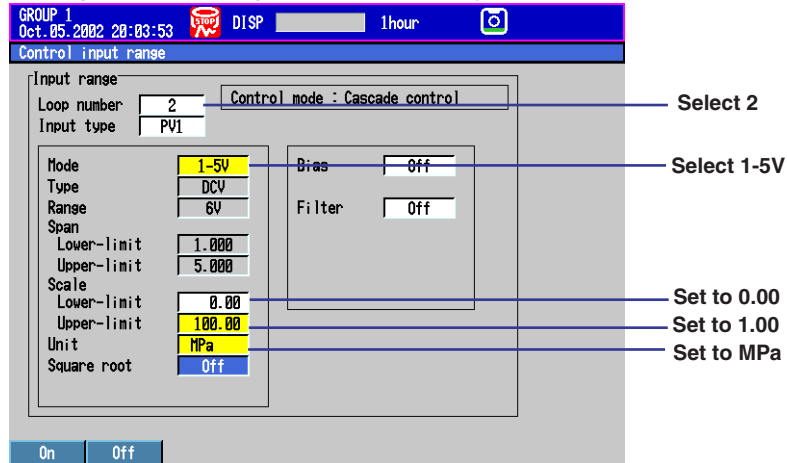 GROUP 1
Oct.05.2002 20:03:53
STOP
DISP
1hour
Control input range
Input range
Loop number 2
Control mode : Cascade control
Select 2
Input type PV1
Mode 1-5V
Bias Off
Select 1-5V
Type DCV
Range 6V
Filter Off
Span
Lower-limit 1.000
Upper-limit 5.000
Scale
Lower-limit 0.00
Set to 0.00
Upper-limit 100.00
Set to 1.00
Unit MPa
Set to MPa
Square root Off
On Off